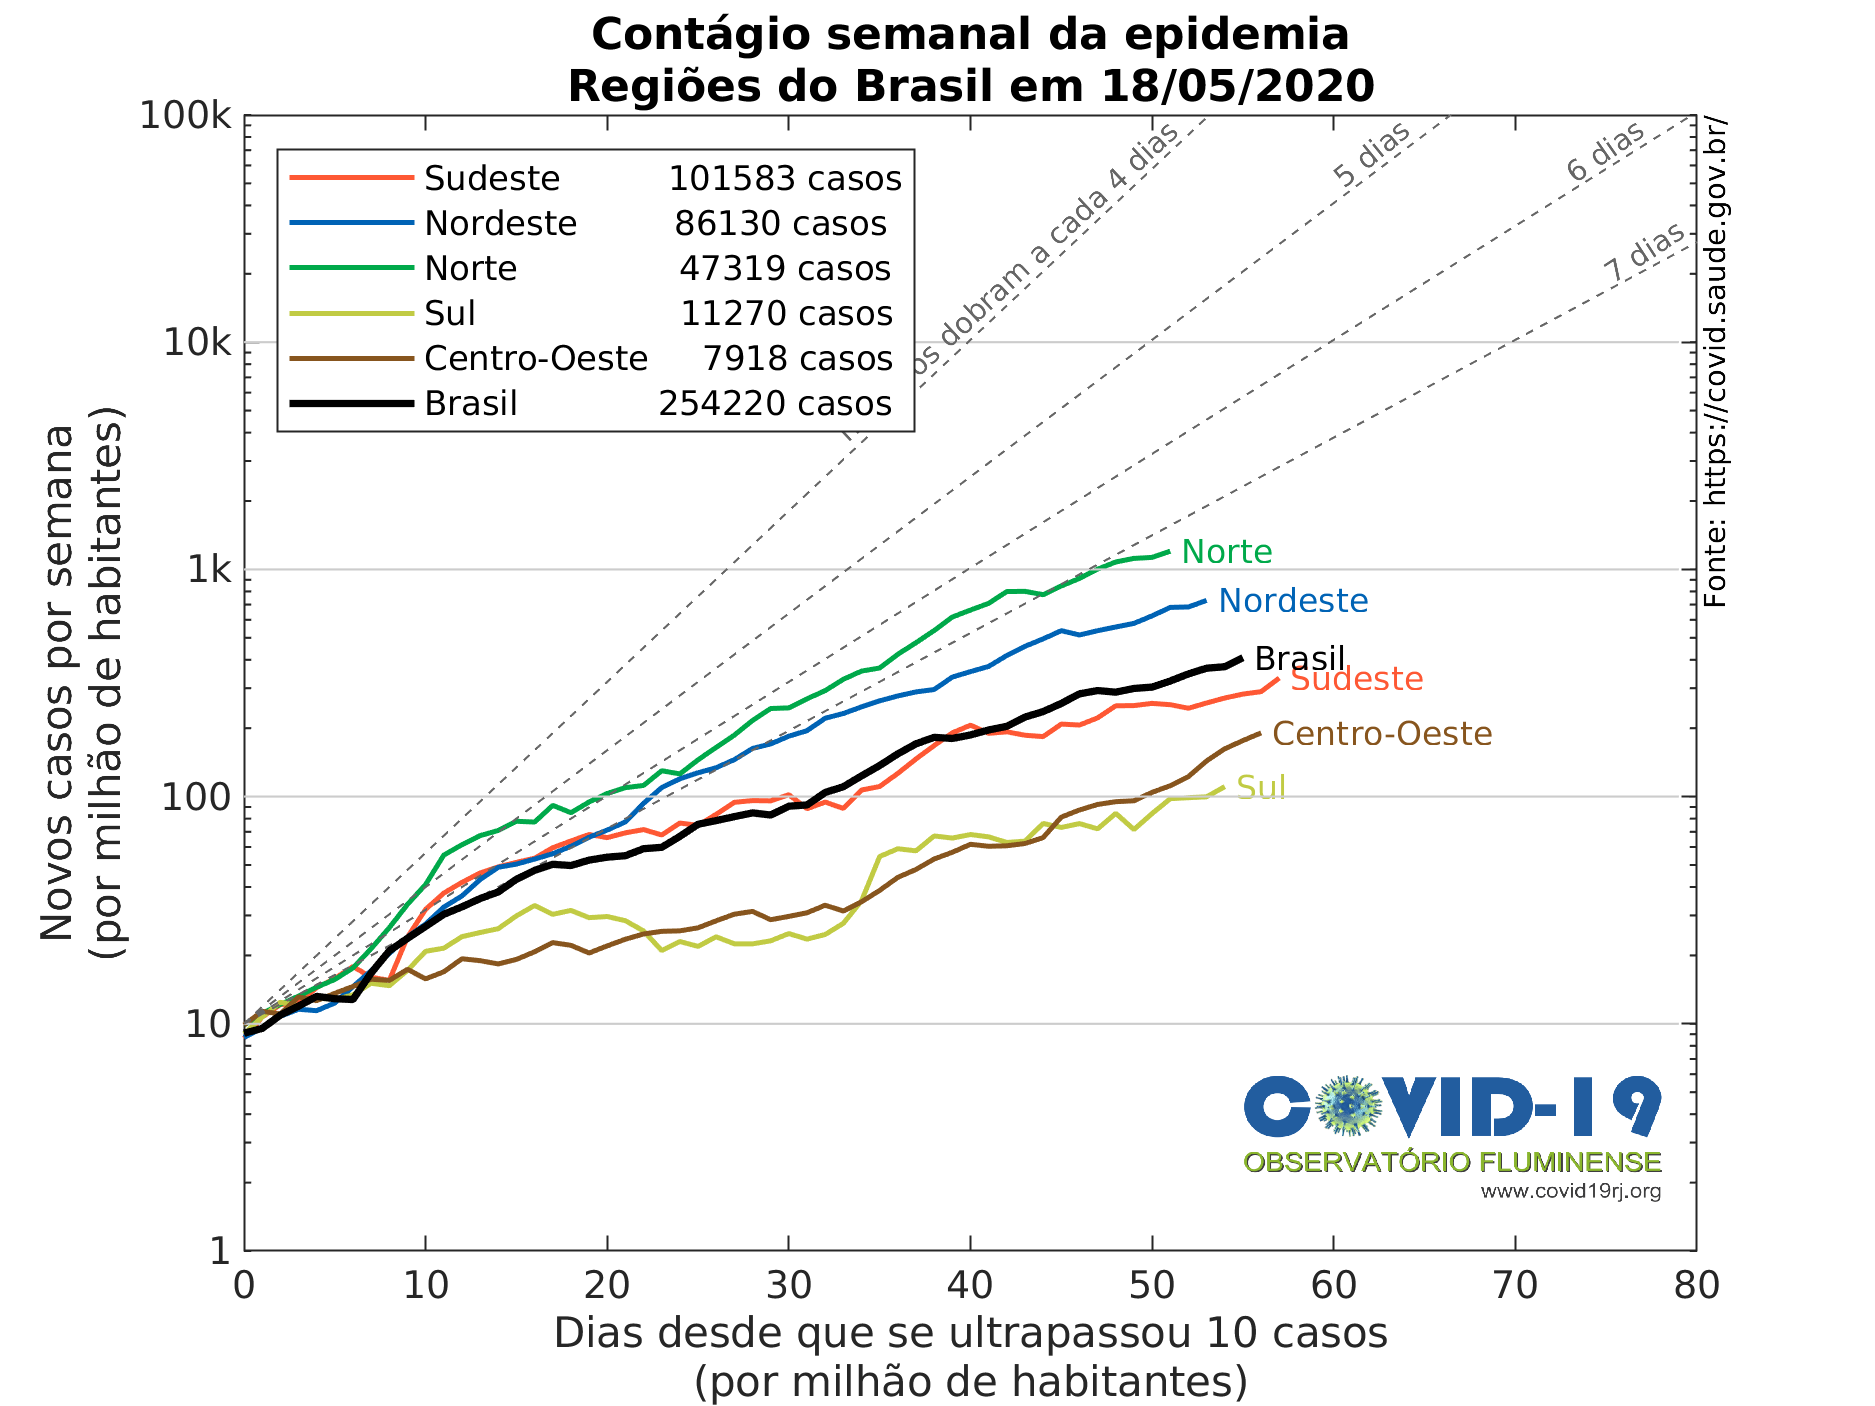 Contágio semanal da epidemia
Regiões do Brasil em 18/05/2020
100k
10k
1k
100
10
1
Novos casos por semana
(por milhão de habitantes)
Sudeste 101583 casos
Nordeste 86130 casos
Norte 47319 casos
Sul 11270 casos
Centro-Oeste 7918 casos
Brasil 254220 casos
dobram a cada 4 dias
5 dias
6 dias
7 dias
Fonte: https://covid.saude.gov.br/
Norte
Nordeste
Brasil
Sudeste
Centro-Oeste
Sul
COVID-19
OBSERVATÓRIO FLUMINENSE
www.covid19rj.org
0 10 20 30 40 50 60 70 80
Dias desde que se ultrapassou 10 casos
(por milhão de habitantes)